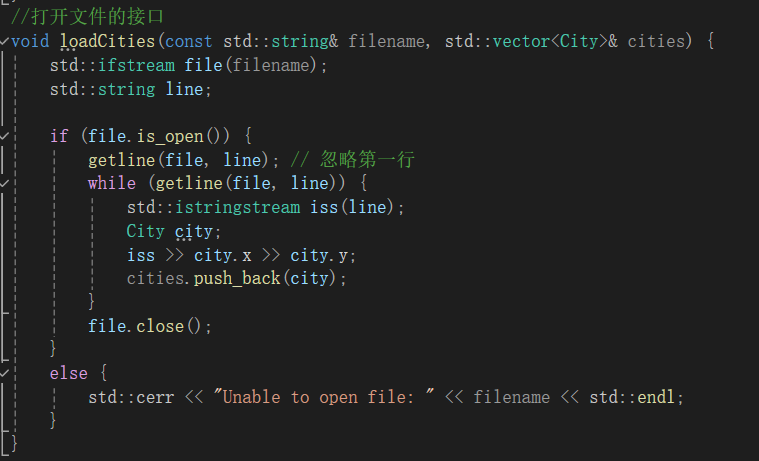 //打开文件的接口
void loadCities(const std::string& filename, std::vector<City>& cities) {
    std::ifstream file(filename);
    std::string line;

    if (file.is_open()) {
        getline(file, line); // 忽略第一行
        while (getline(file, line)) {
            std::istringstream iss(line);
            City city;
            iss >> city.x >> city.y;
            cities.push_back(city);
        }
        file.close();
    }
    else {
        std::cerr << "Unable to open file: " << filename << std::endl;
    }
}